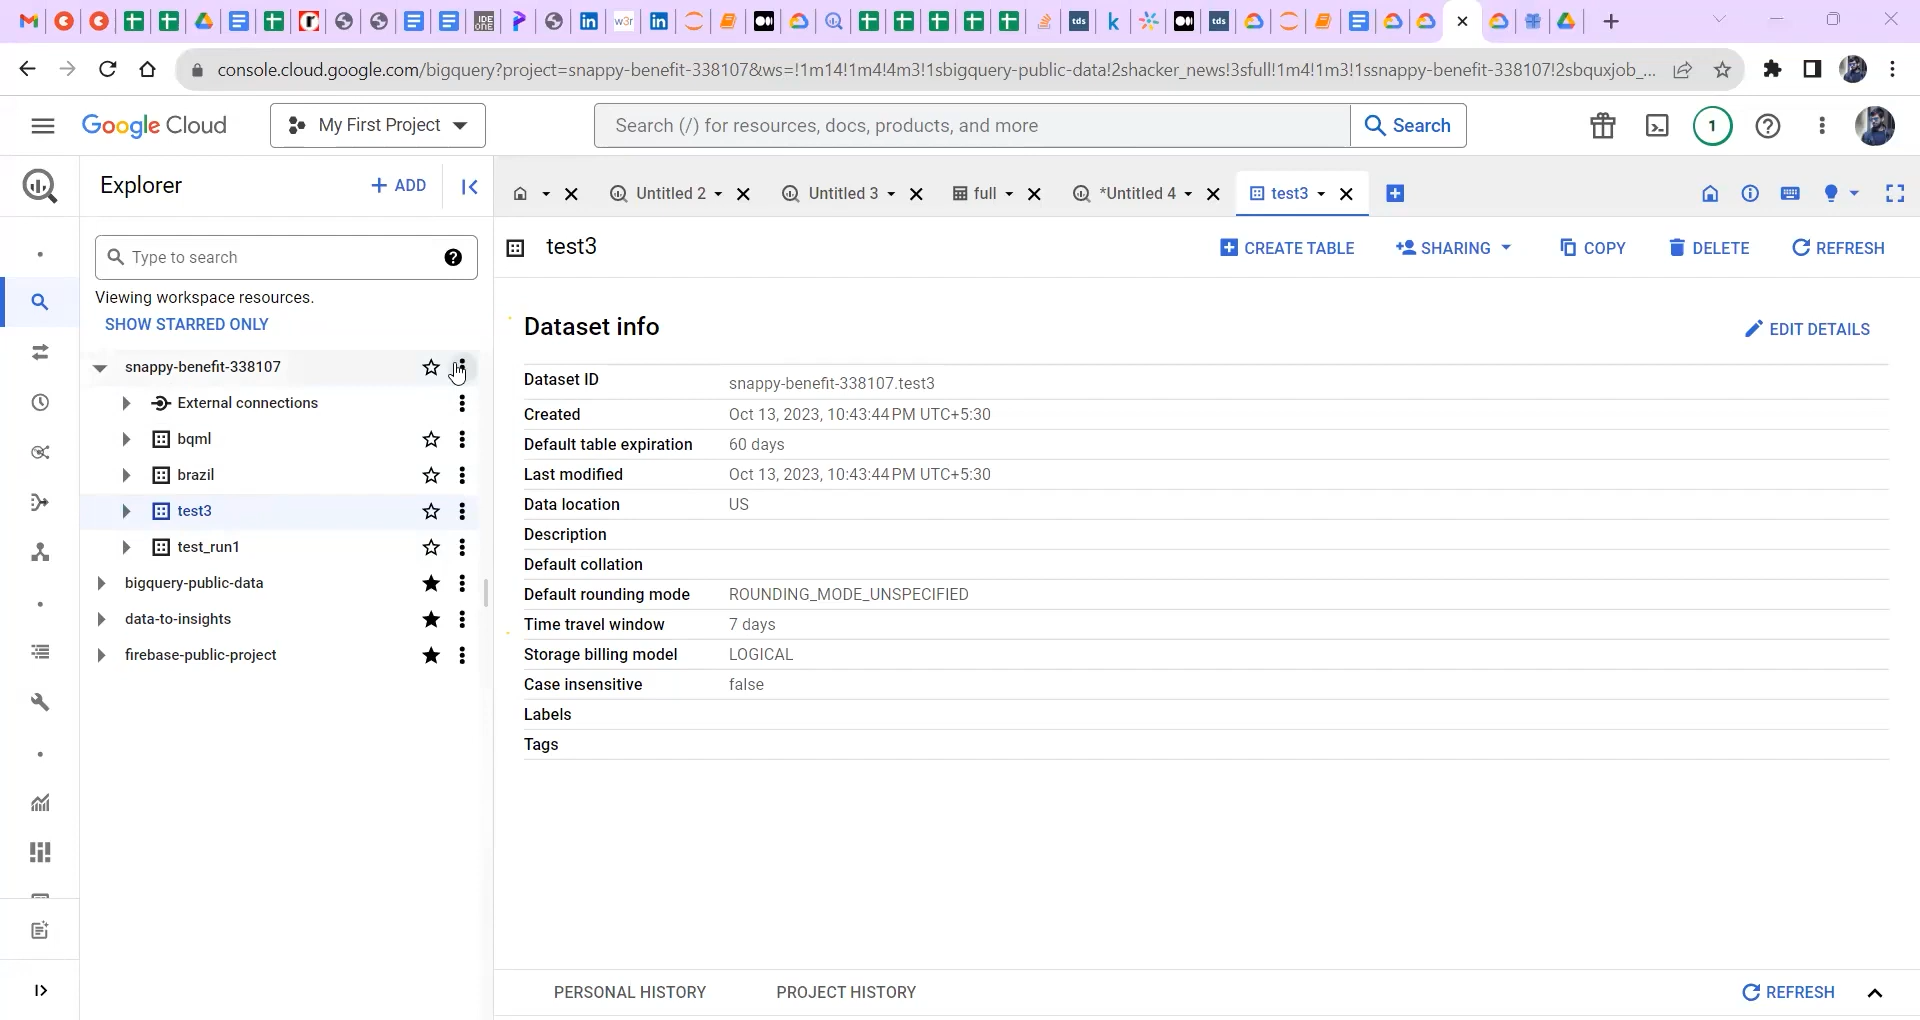 console.cloud.google.com/bigquery?project=snappy-benefit-338107&ws=!1m14!1m4!4m3!1sbigquery-public-data!2shacker_news!3sfull!1m4!1m3!1ssnappy-benefit-338107!2sbquxjob_...
Google Cloud
My First Project
Search (/) for resources, docs, products, and more
Search
1
Explorer
+ ADD
Untitled 2
Untitled 3
full
*Untitled 4
test3
Type to search
Viewing workspace resources.
SHOW STARRED ONLY
snappy-benefit-338107
External connections
bqml
brazil
test3
test_run1
bigquery-public-data
data-to-insights
firebase-public-project
test3
CREATE TABLE
SHARING
COPY
DELETE
REFRESH
Dataset info
EDIT DETAILS
Dataset ID snappy-benefit-338107.test3
Created Oct 13, 2023, 10:43:44 PM UTC+5:30
Default table expiration 60 days
Last modified Oct 13, 2023, 10:43:44 PM UTC+5:30
Data location US
Description
Default collation
Default rounding mode ROUNDING_MODE_UNSPECIFIED
Time travel window 7 days
Storage billing model LOGICAL
Case insensitive false
Labels
Tags
PERSONAL HISTORY
PROJECT HISTORY
REFRESH